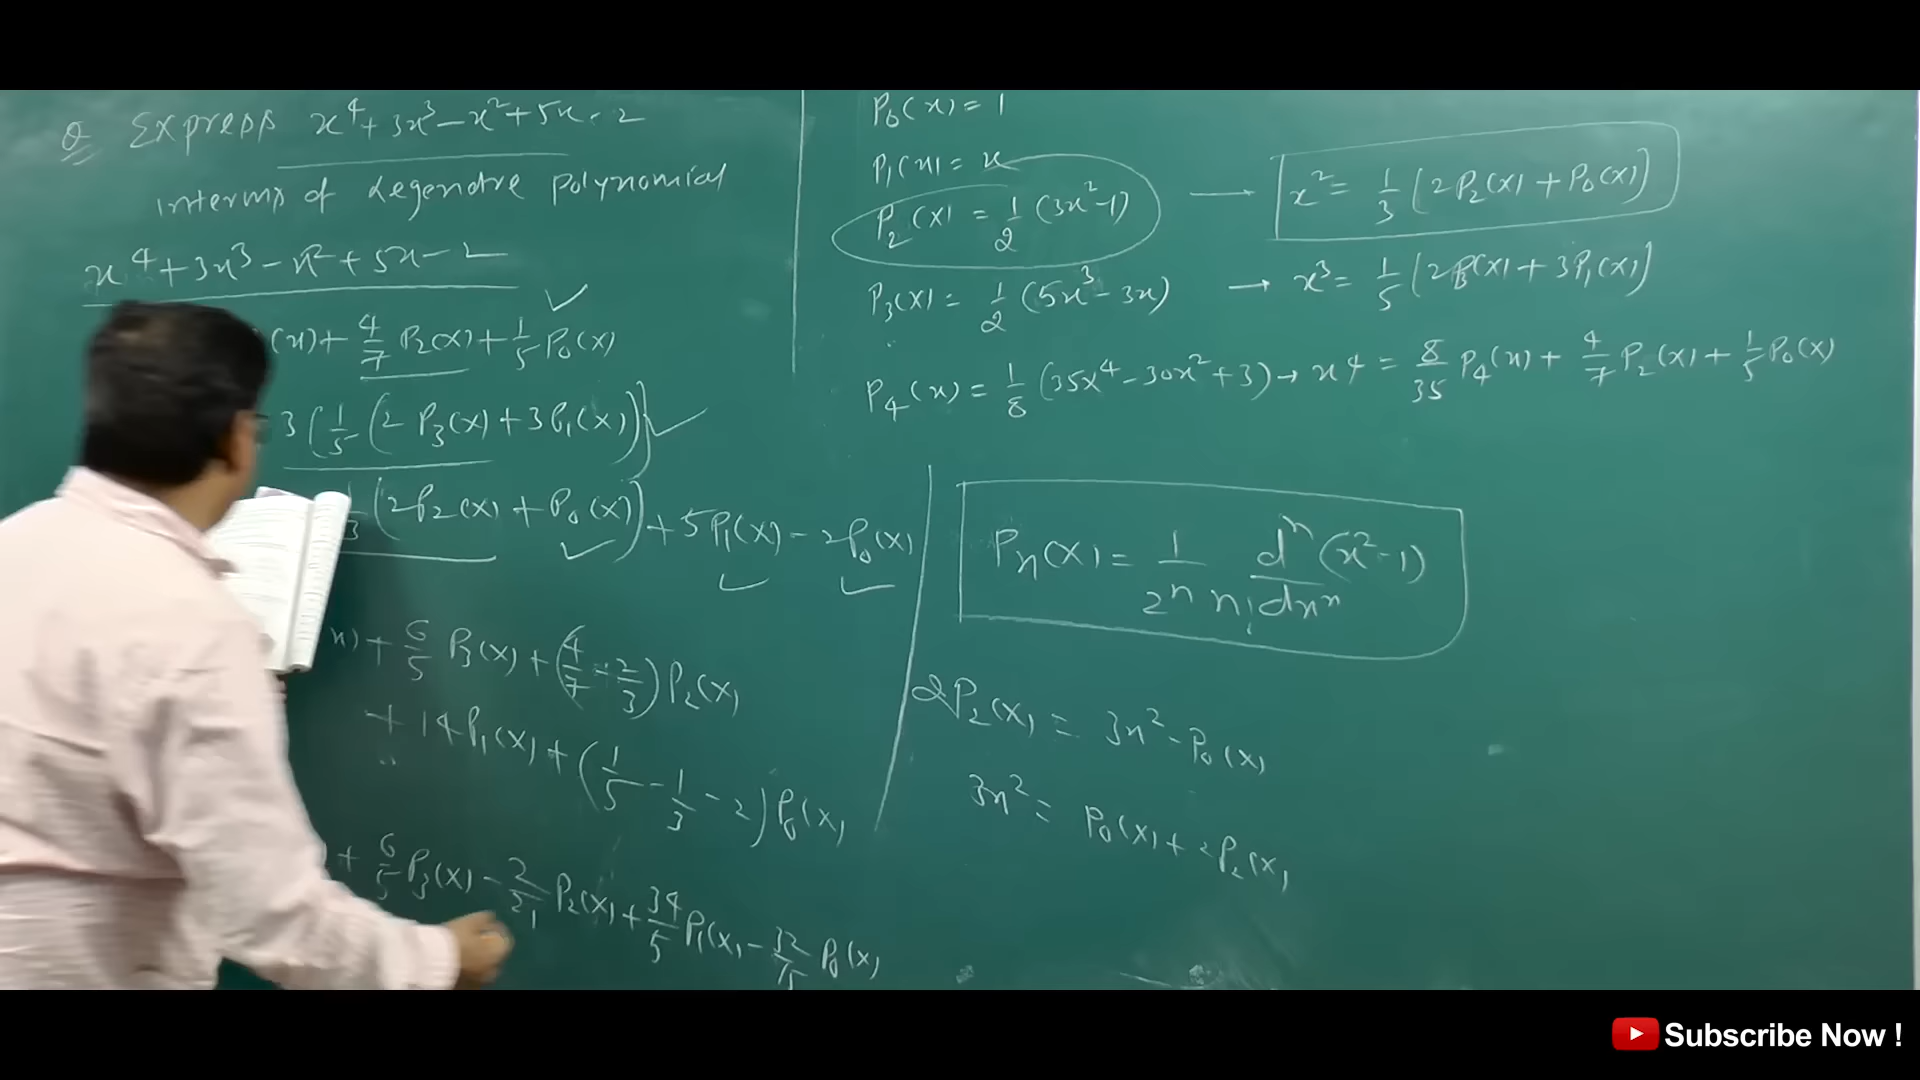 Q Express x⁴+3x³-x²+5x-2
interms of Legendre Polynomial
x⁴+3x³-x²+5x-2
(x)+4/7 P₂(x)+1/5 P₀(x)
3(1/5(2P₃(x)+3P₁(x))}
1/3(2P₂(x)+P₀(x))+5P₁(x)-2P₀(x)
x)+6/5 P₃(x)+(4/7-2/3)P₂(x)
+14P₁(x)+(1/5-1/3-2)P₀(x)
)+6/5 P₃(x)-2/21 P₂(x)+34/5 P₁(x)-32/15 P₀(x)
P₀(x)=1
P₁(x)=x
P₂(x)=1/2(3x²-1) → x²=1/3(2P₂(x)+P₀(x))
P₃(x)=1/2(5x³-3x) → x³=1/5(2P₃(x)+3P₁(x))
P₄(x)=1/8(35x⁴-30x²+3)→x⁴=8/35 P₄(x)+4/7 P₂(x)+1/5 P₀(x)
Pₙ(x)=1/2ⁿn! dⁿ/dxⁿ(x²-1)
2P₂(x)=3x²-P₀(x)
3x²=P₀(x)+2P₂(x)
Subscribe Now !